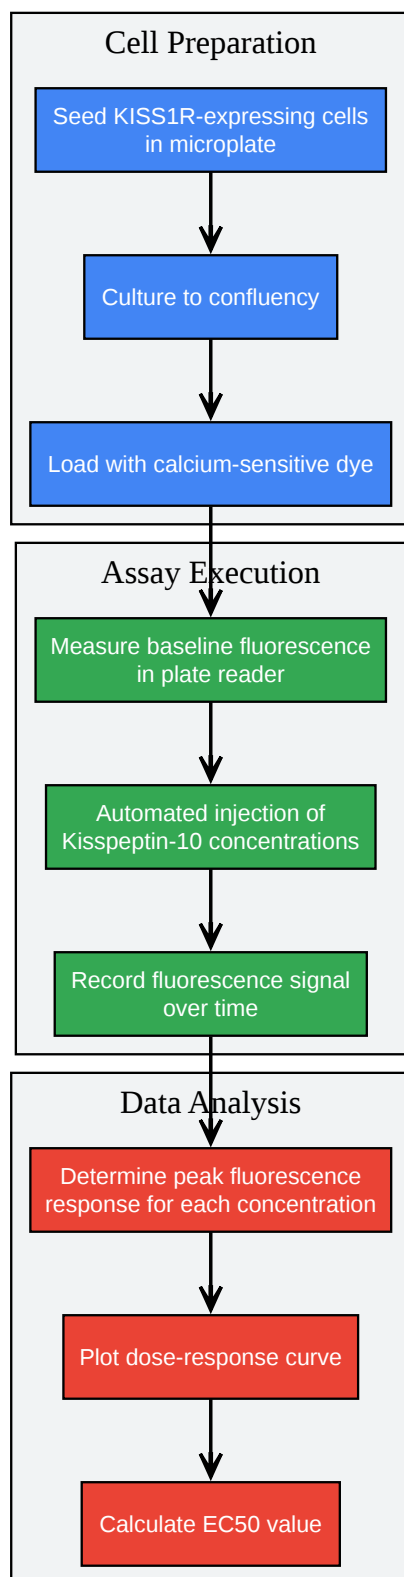 Cell Preparation
Seed KISS1R-expressing cells
in microplate
Culture to confluency
Load with calcium-sensitive dye
Assay Execution
Measure baseline fluorescence
in plate reader
Automated injection of
Kisspeptin-10 concentrations
Record fluorescence signal
over time
Data Analysis
Determine peak fluorescence
response for each concentration
Plot dose-response curve
Calculate EC50 value